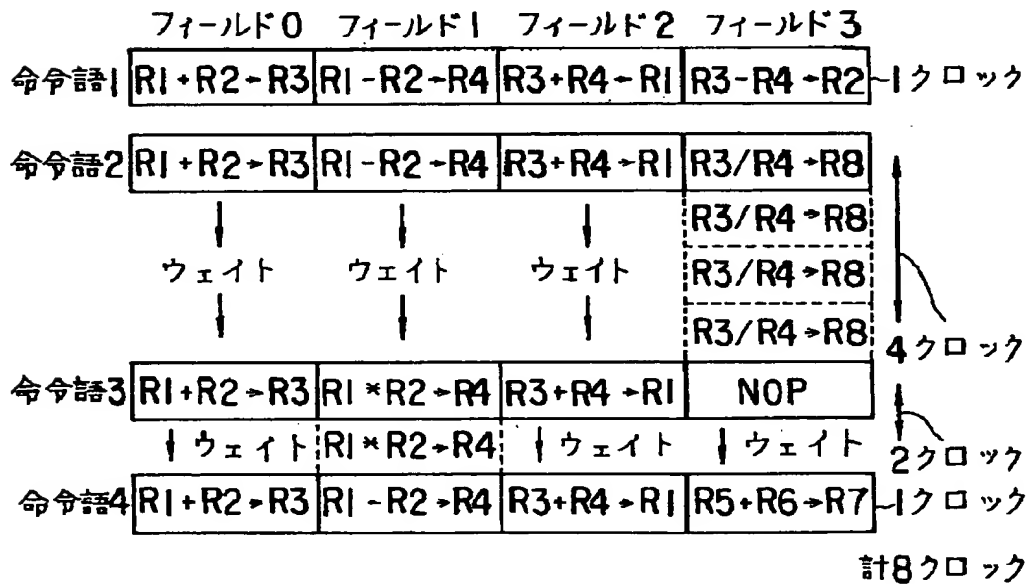 フィールド0 フィールド1 フィールド2 フィールド3
命令語1 R1+R2→R3 R1-R2→R4 R3+R4←R1 R3-R4←R2 1クロック
命令語2 R1+R2→R3 R1-R2→R4 R3+R4→R1 R3/R4→R8
R3/R4→R8
ウェイト ウェイト ウェイト R3/R4→R8
R3/R4→R8
4クロック
命令語3 R1+R2→R3 R1*R2→R4 R3+R4→R1 NOP
ウェイト R1*R2→R4 ウェイト ウェイト 2クロック
命令語4 R1+R2→R3 R1-R2→R4 R3+R4→R1 R5+R6→R7 1クロック
計8クロック